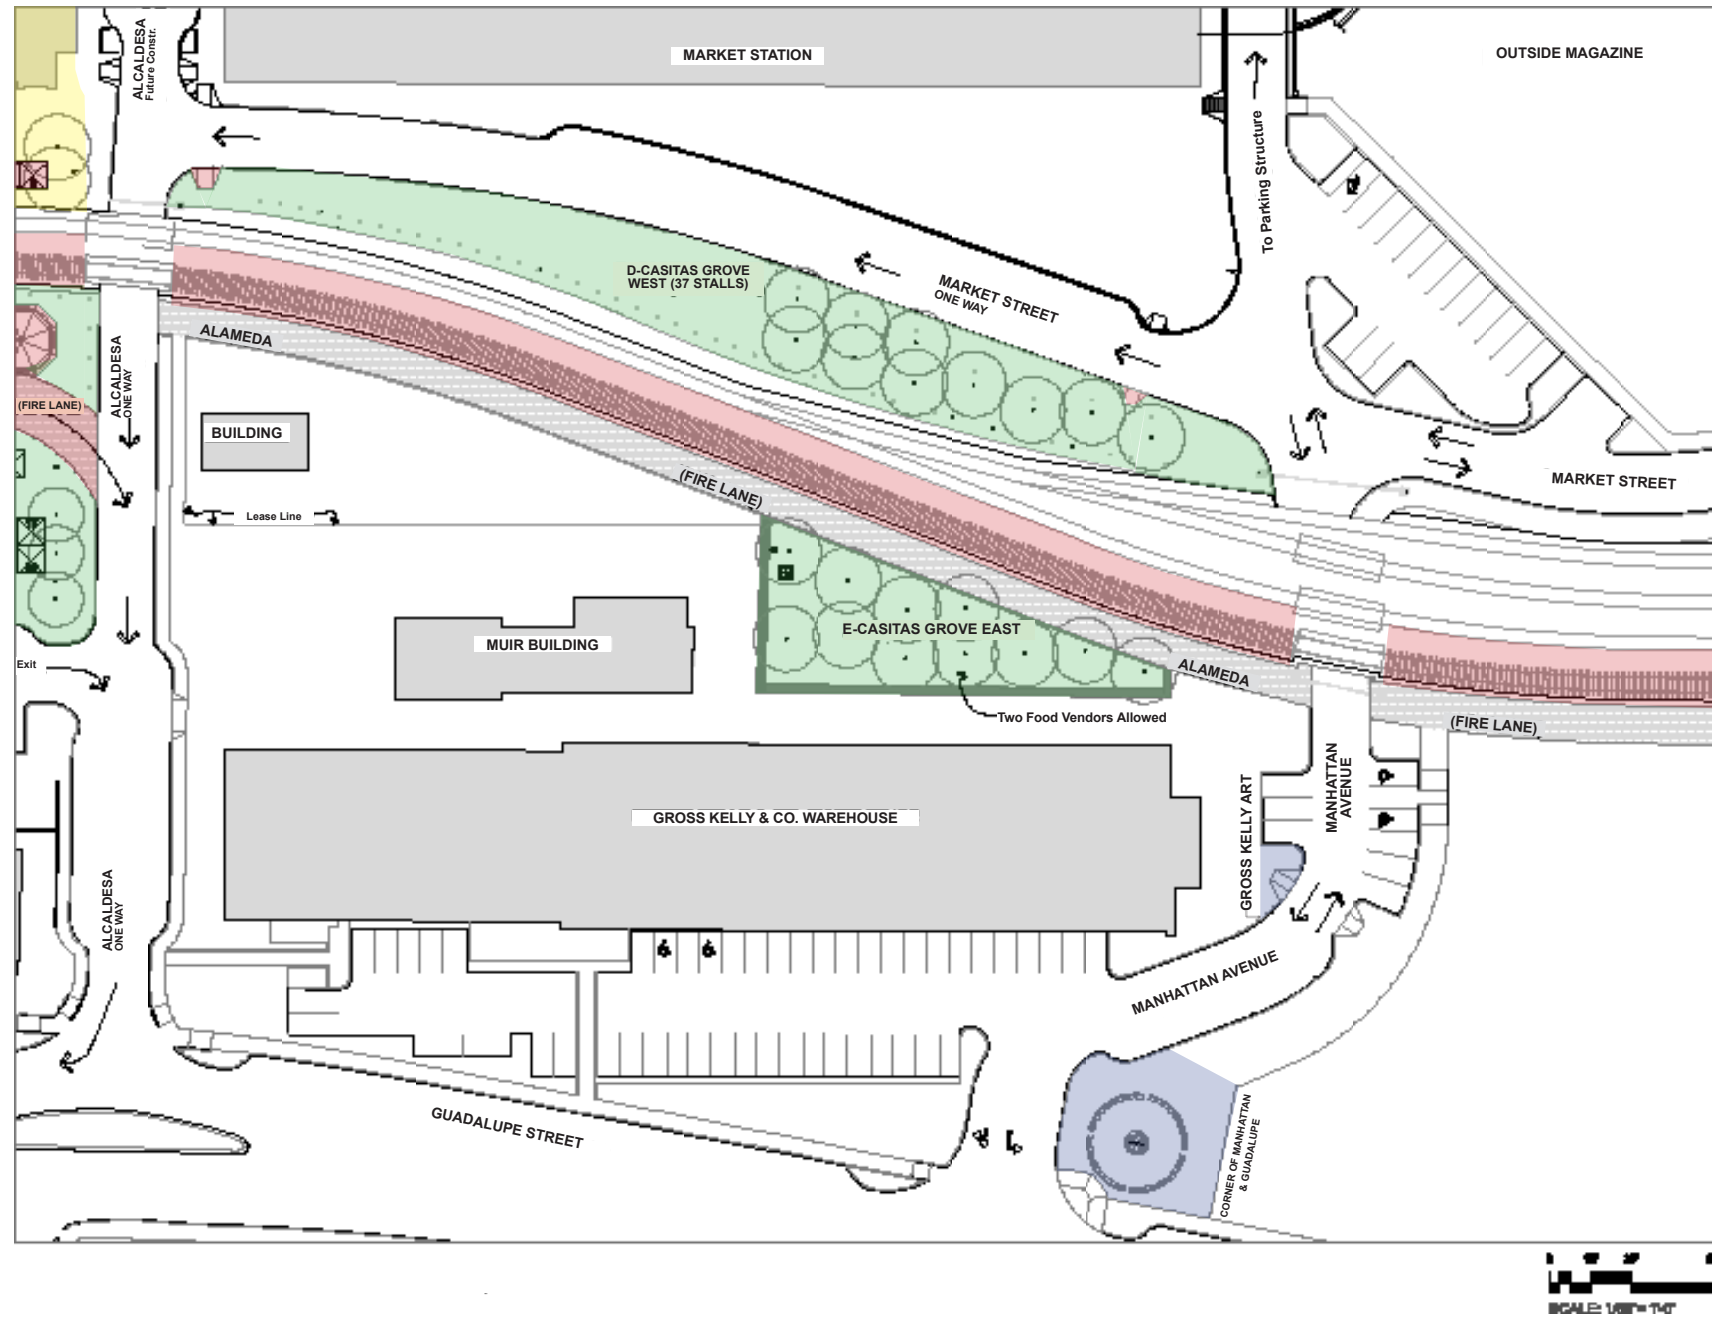 ALCALDESA
Future Constr.
MARKET STATION
OUTSIDE MAGAZINE
To Parking Structure
D-CASITAS GROVE
WEST (37 STALLS)
MARKET STREET
ONE WAY
ALAMEDA
ALCALDESA
ONE WAY
(FIRE LANE)
BUILDING
MARKET STREET
(FIRE LANE)
Lease Line
E-CASITAS GROVE EAST
MUIR BUILDING
Exit
ALAMEDA
Two Food Vendors Allowed
(FIRE LANE)
MANHATTAN
AVENUE
GROSS KELLY ART
GROSS KELLY & CO. WAREHOUSE
ALCALDESA
ONE WAY
MANHATTAN AVENUE
GUADALUPE STREET
CORNER OF MANHATTAN
& GUADALUPE
SCALE: